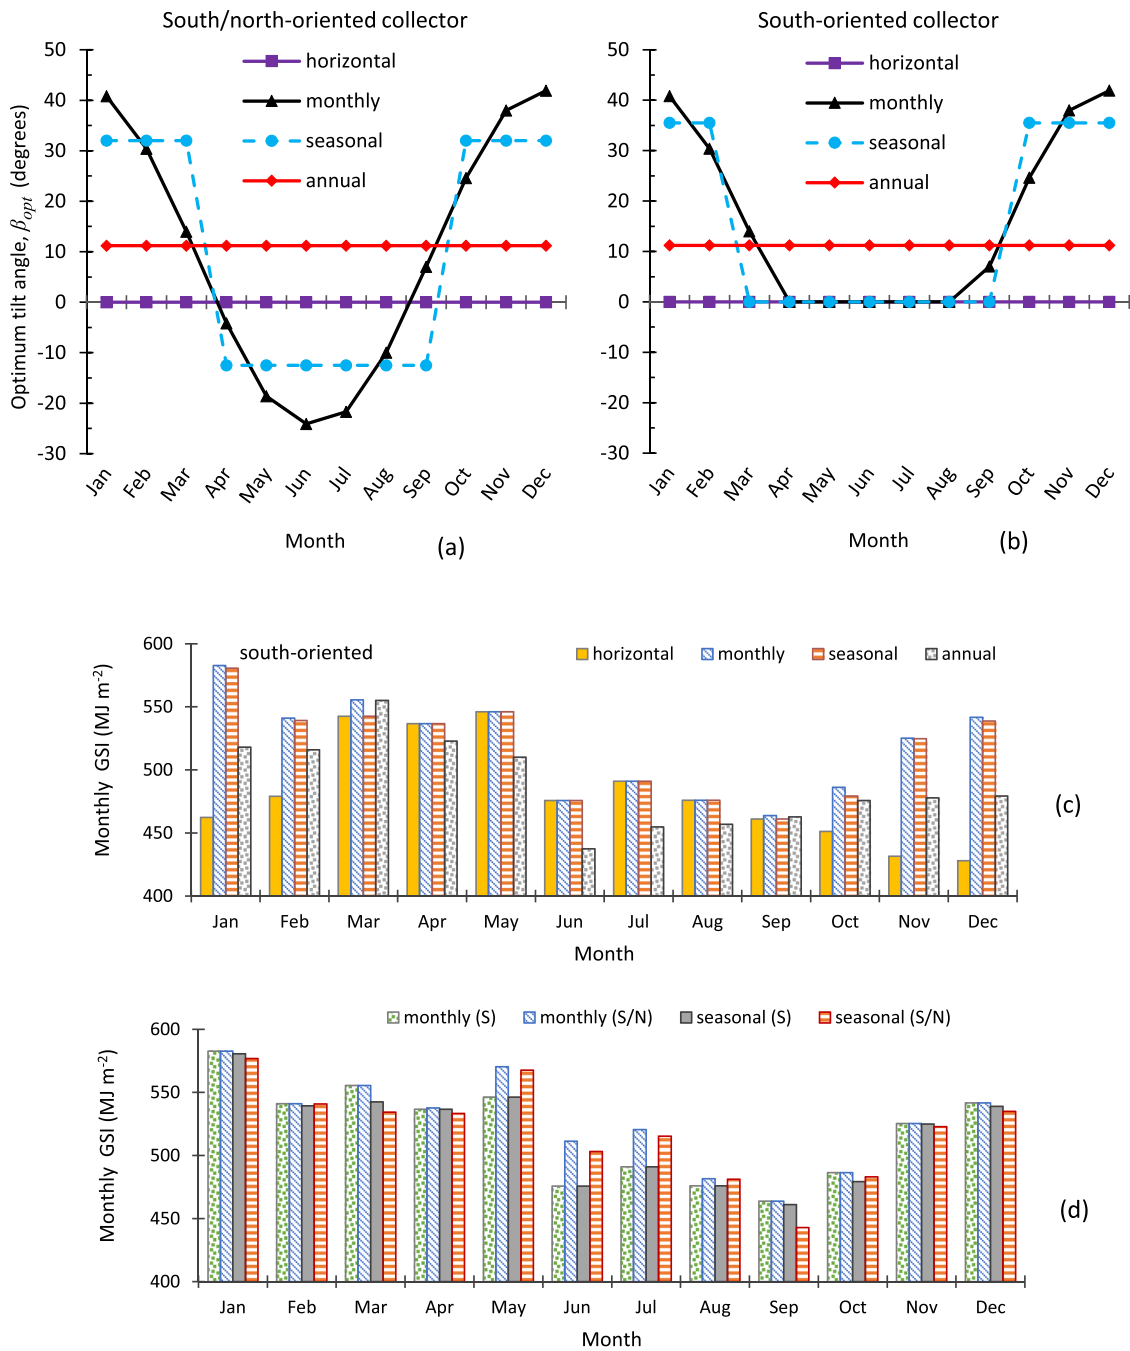 South/north-oriented collector
50
40
30
20
10
0
-10
-20
-30
Optimum tilt angle, βopt (degrees)
horizontal
monthly
seasonal
annual
Jan Feb Mar Apr May Jun Jul Aug Sep Oct Nov Dec
Month
(a)
South-oriented collector
50
40
30
20
10
0
-10
-20
-30
horizontal
monthly
seasonal
annual
Jan Feb Mar Apr May Jun Jul Aug Sep Oct Nov Dec
Month
(b)
600
550
500
450
400
Monthly GSI (MJ m-2)
south-oriented
horizontal monthly seasonal annual
Jan Feb Mar Apr May Jun Jul Aug Sep Oct Nov Dec
Month
(c)
monthly (S) monthly (S/N) seasonal (S) seasonal (S/N)
600
550
500
450
400
Monthly GSI (MJ m-2)
Jan Feb Mar Apr May Jun Jul Aug Sep Oct Nov Dec
Month
(d)